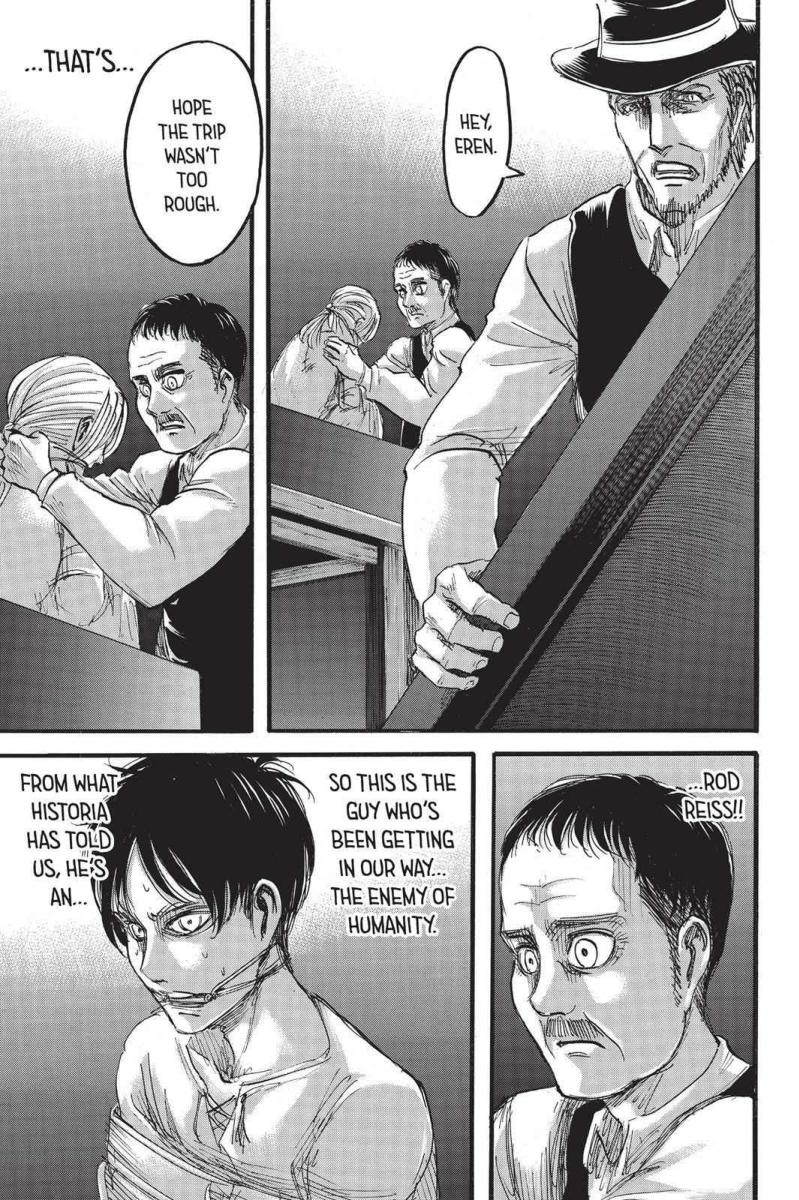 HEY,
EREN.
HOPE
THE TRIP
WASN'T
TOO
ROUGH.
...THAT'S...
...ROD
REISS!!
SO THIS IS THE
GUY WHO'S
BEEN GETTING
IN OUR WAY...
THE ENEMY OF
HUMANITY.
FROM WHAT
HISTORIA
HAS TOLD
US, HE'S
AN...